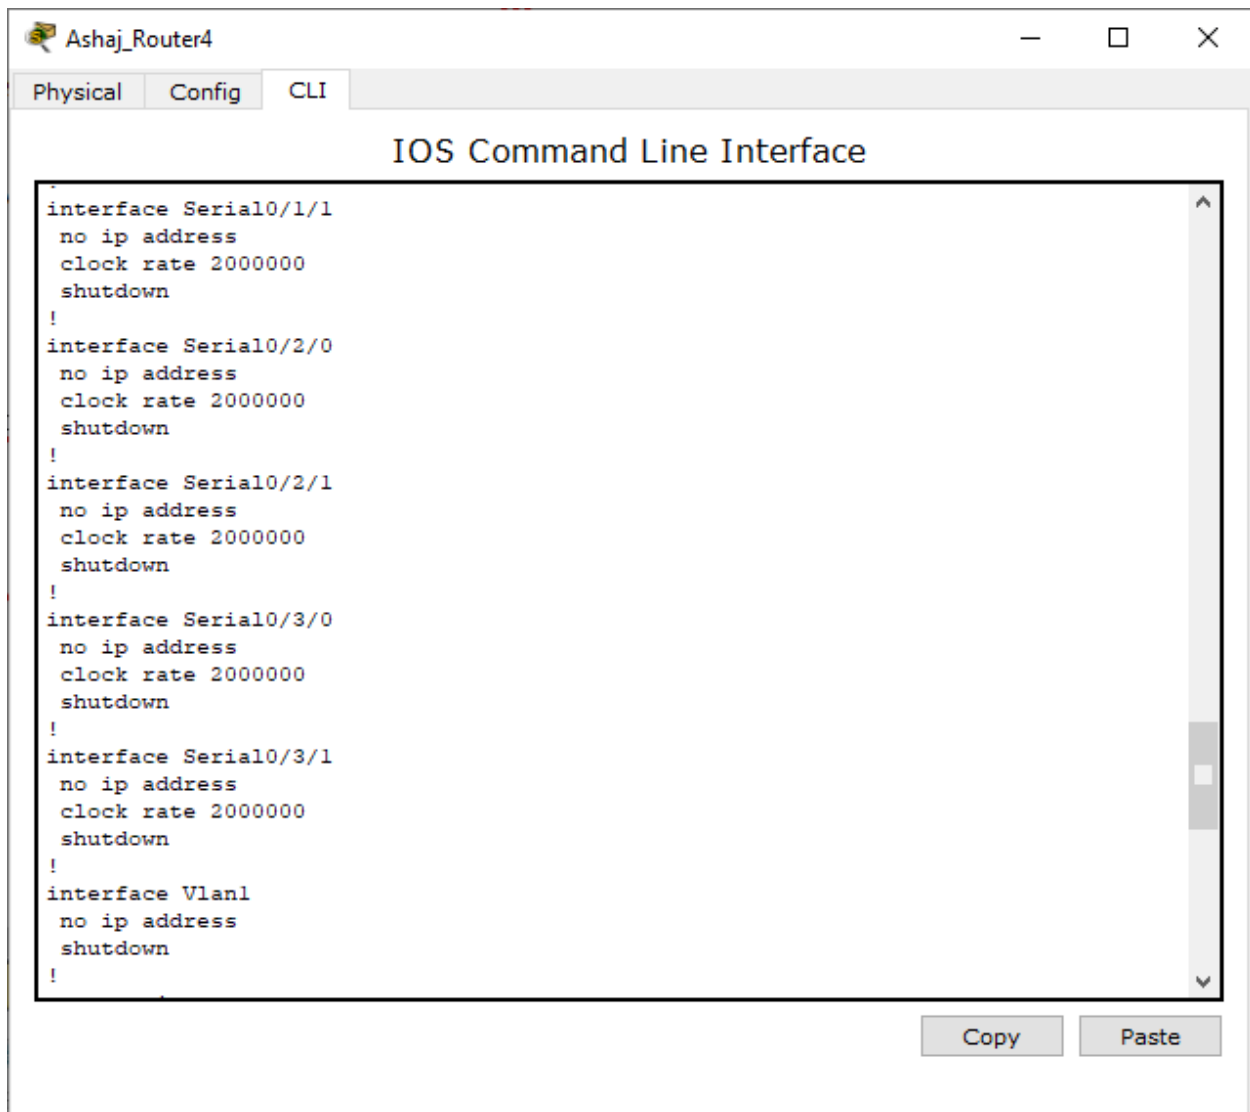 Ashaj_Router4
Physical Config CLI
IOS Command Line Interface
!
interface Serial0/1/1
 no ip address
 clock rate 2000000
 shutdown
!
interface Serial0/2/0
 no ip address
 clock rate 2000000
 shutdown
!
interface Serial0/2/1
 no ip address
 clock rate 2000000
 shutdown
!
interface Serial0/3/0
 no ip address
 clock rate 2000000
 shutdown
!
interface Serial0/3/1
 no ip address
 clock rate 2000000
 shutdown
!
interface Vlan1
 no ip address
 shutdown
!
Copy Paste